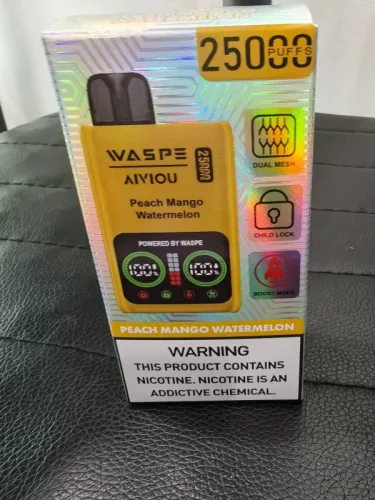 25000
PUFFS
WASPE
25000
AIVIOU
Peach Mango
Watermelon
POWERED BY WASPE
100%
100%
DUAL MESH
CHILD LOCK
BOOST MODE
PEACH MANGO WATERMELON
WARNING
THIS PRODUCT CONTAINS
NICOTINE. NICOTINE IS AN
ADDICTIVE CHEMICAL.